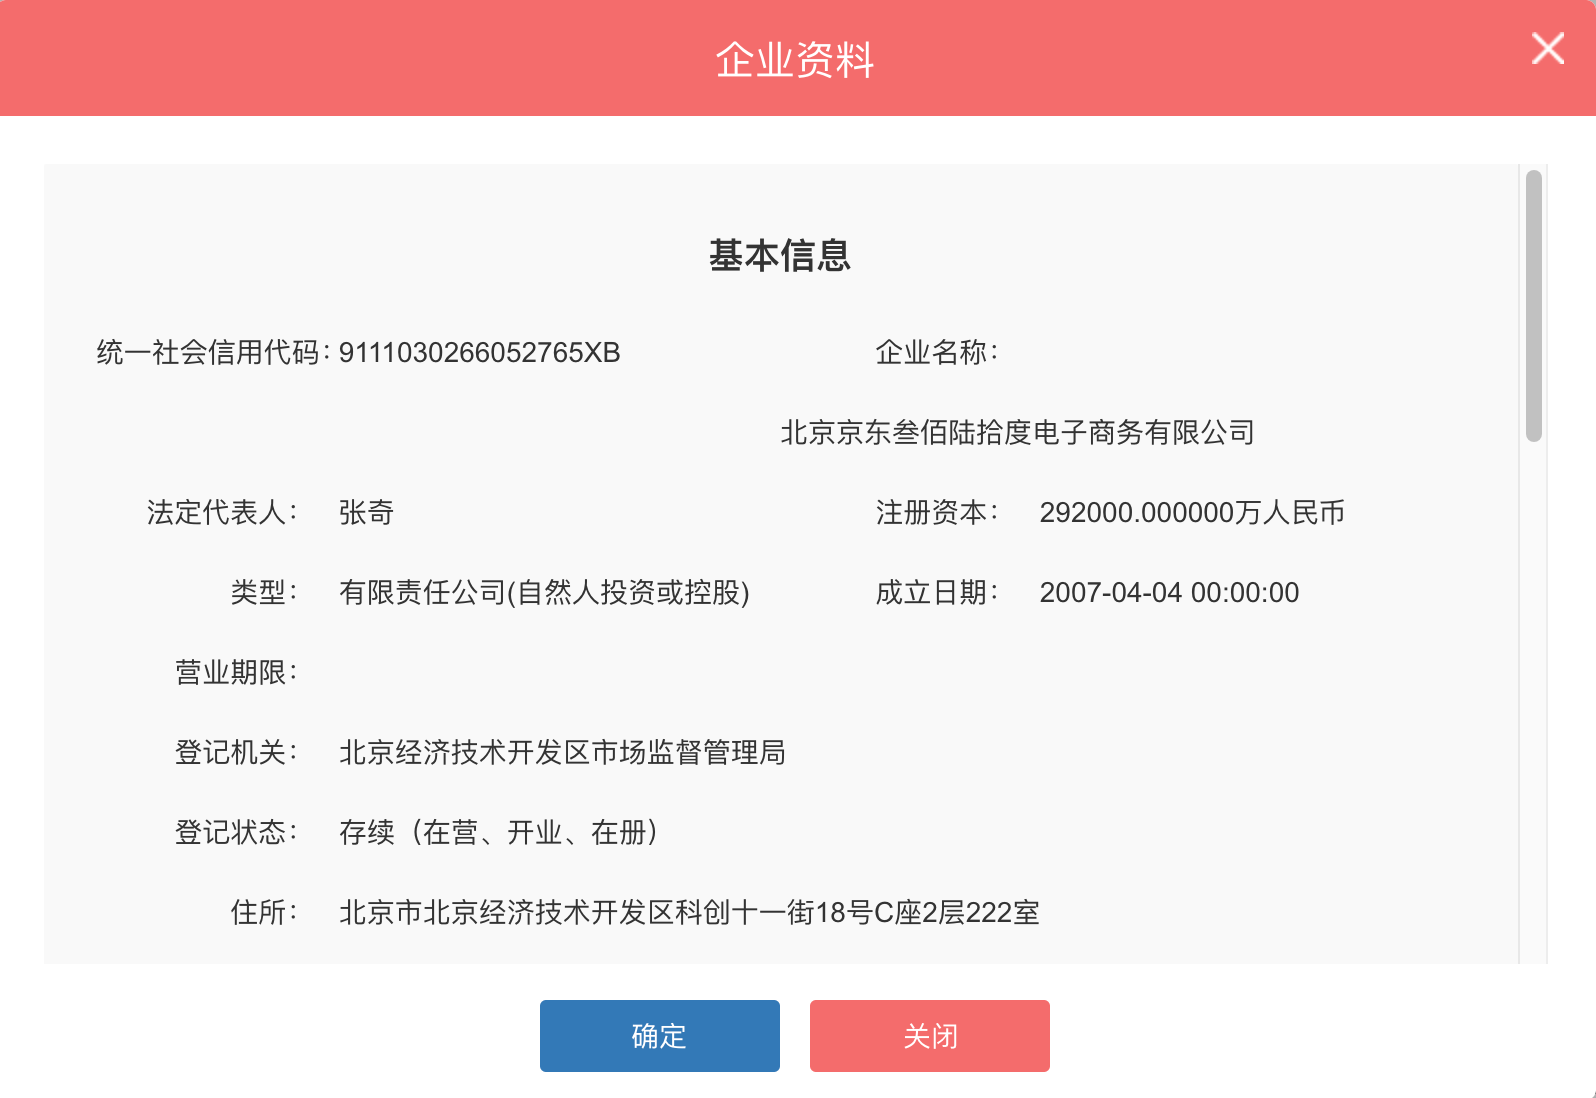 企业资料
基本信息
统一社会信用代码：9111030266052765XB 企业名称：
北京京东叁佰陆拾度电子商务有限公司
法定代表人： 张奇 注册资本： 292000.000000万人民币
类型： 有限责任公司(自然人投资或控股) 成立日期： 2007-04-04 00:00:00
营业期限：
登记机关： 北京经济技术开发区市场监督管理局
登记状态： 存续（在营、开业、在册）
住所： 北京市北京经济技术开发区科创十一街18号C座2层222室
确定 关闭